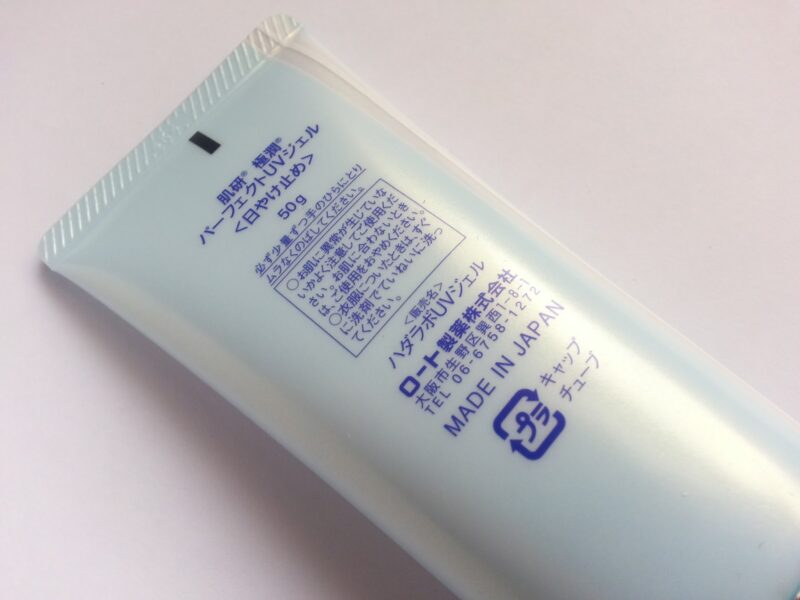 肌研® 極潤®
パーフェクトUVジェル
<日やけ止め>
50g
必ず少量ずつ手のひらにとり
ムラなくのばしてください。
○お肌に異常が生じていな
いかよく注意してご使用くだ
さい。お肌に合わないとき
は、ご使用をおやめください。
○衣服についたときは、すぐ
に洗剤でていねいに洗っ
てください。
<販売名>
ハダラボUVジェル
ロート製薬株式会社
大阪市生野区巽西1-8-1
TEL 06-6758-1272
MADE IN JAPAN
プラ
キャップ
チューブ